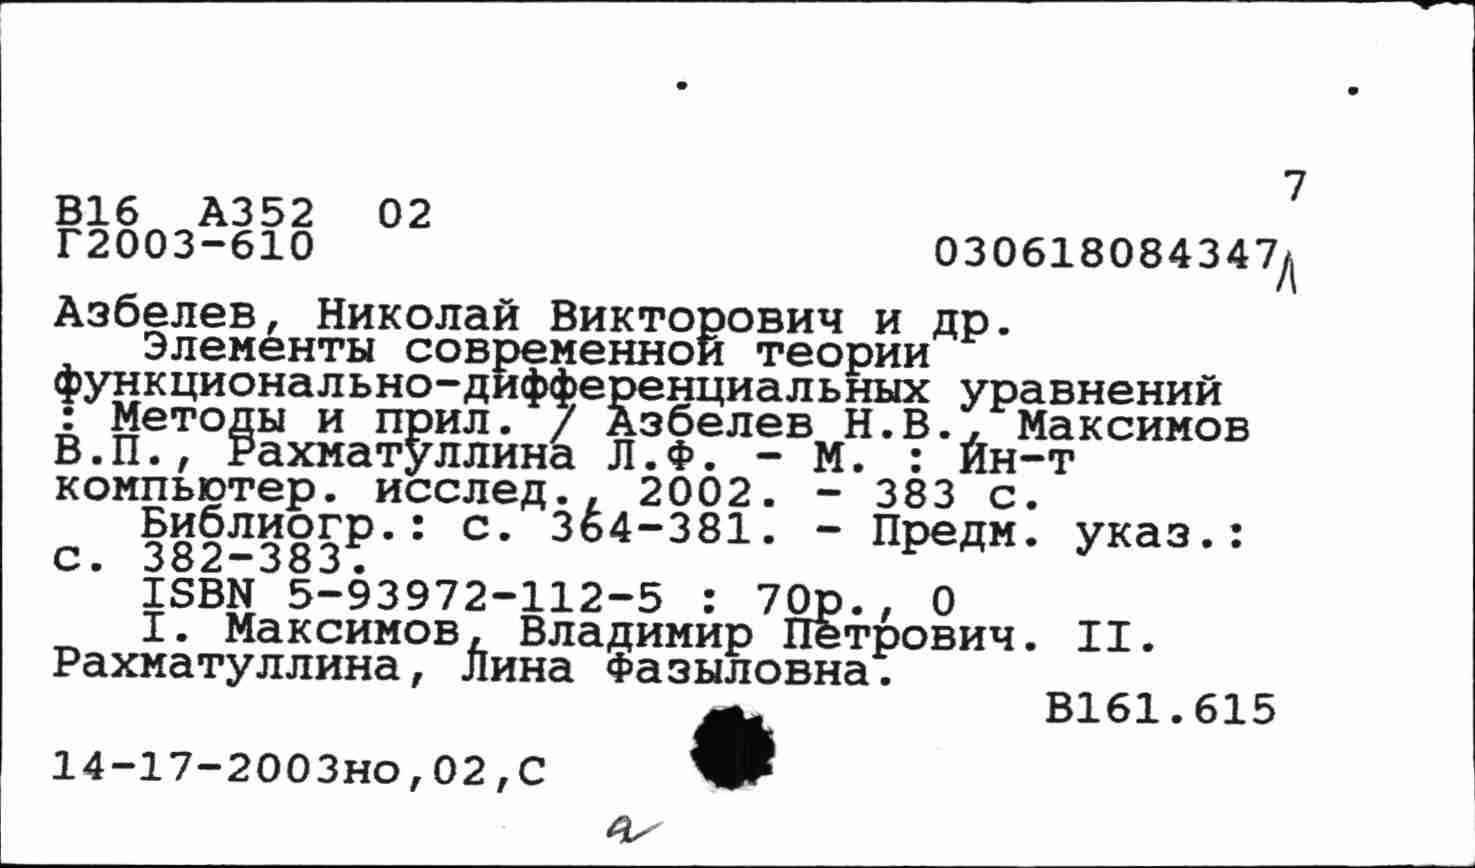 7
В16 А352 02
Г2003-610
030618084347Л
Азбелев, Николай Викторович и др.
Элементы современной теории
функционально-дифференциальных уравнений
: Методы и прил. / Азбелев Н.В., Максимов
В.П., Рахматуллина Л.Ф. - М. : Ин-т
компьютер. исслед., 2002. - 383 с.
Библиогр.: с. 364-381. - Предм. указ.:
с. 382-383.
ISBN 5-93972-112-5 : 70р., 0
I. Максимов, Владимир Петрович. II.
Рахматуллина, Лина Фазыловна.
В161.615
14-17-2003но,02,С
а